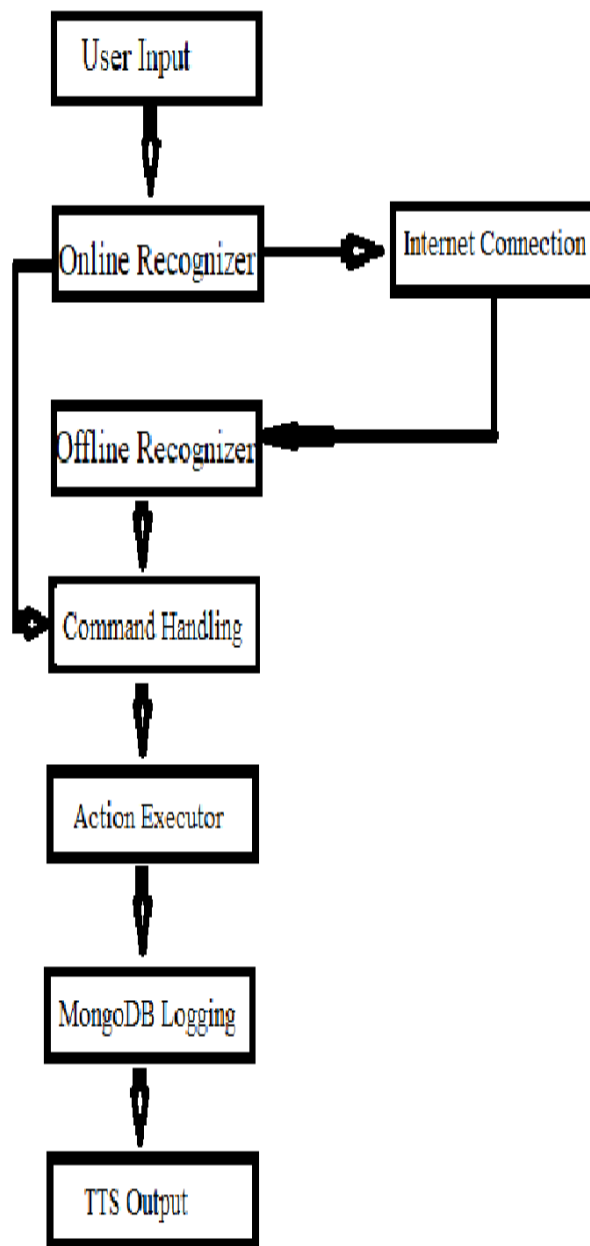 User Input
Online Recognizer
Internet Connection
Offline Recognizer
Command Handling
Action Executor
MongoDB Logging
TTS Output